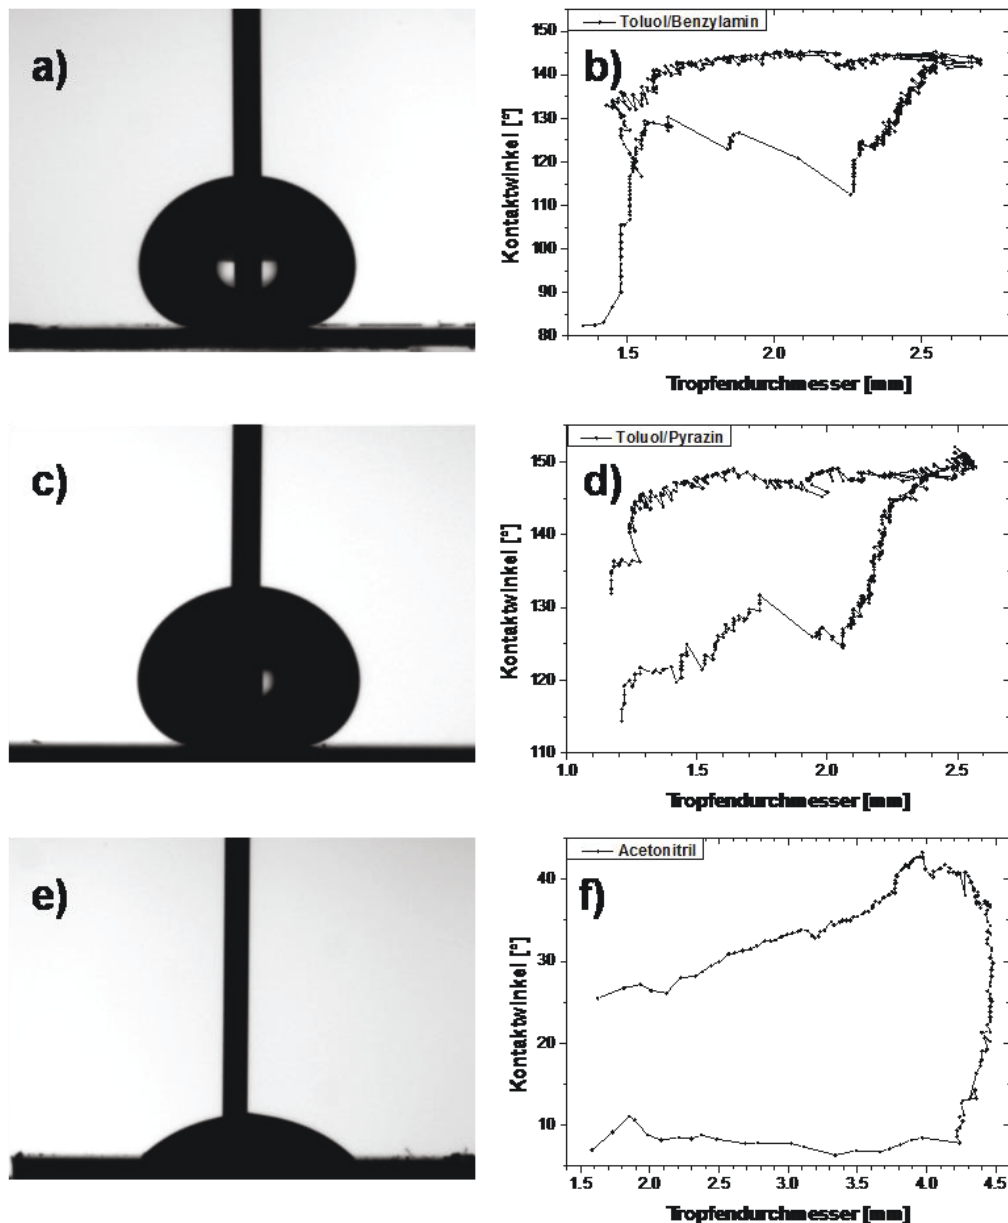 a)
b)
Toluol/Benzylamin
Kontaktwinkel [°]
150
140
130
120
110
100
90
80
1.5
2.0
2.5
Tropfendurchmesser [mm]
c)
d)
Toluol/Pyrazin
Kontaktwinkel [°]
150
140
130
120
110
1.0
1.5
2.0
2.5
Tropfendurchmesser [mm]
e)
f)
Acetonitril
Kontaktwinkel [°]
40
30
20
10
1.5
2.0
2.5
3.0
3.5
4.0
4.5
Tropfendurchmesser [mm]